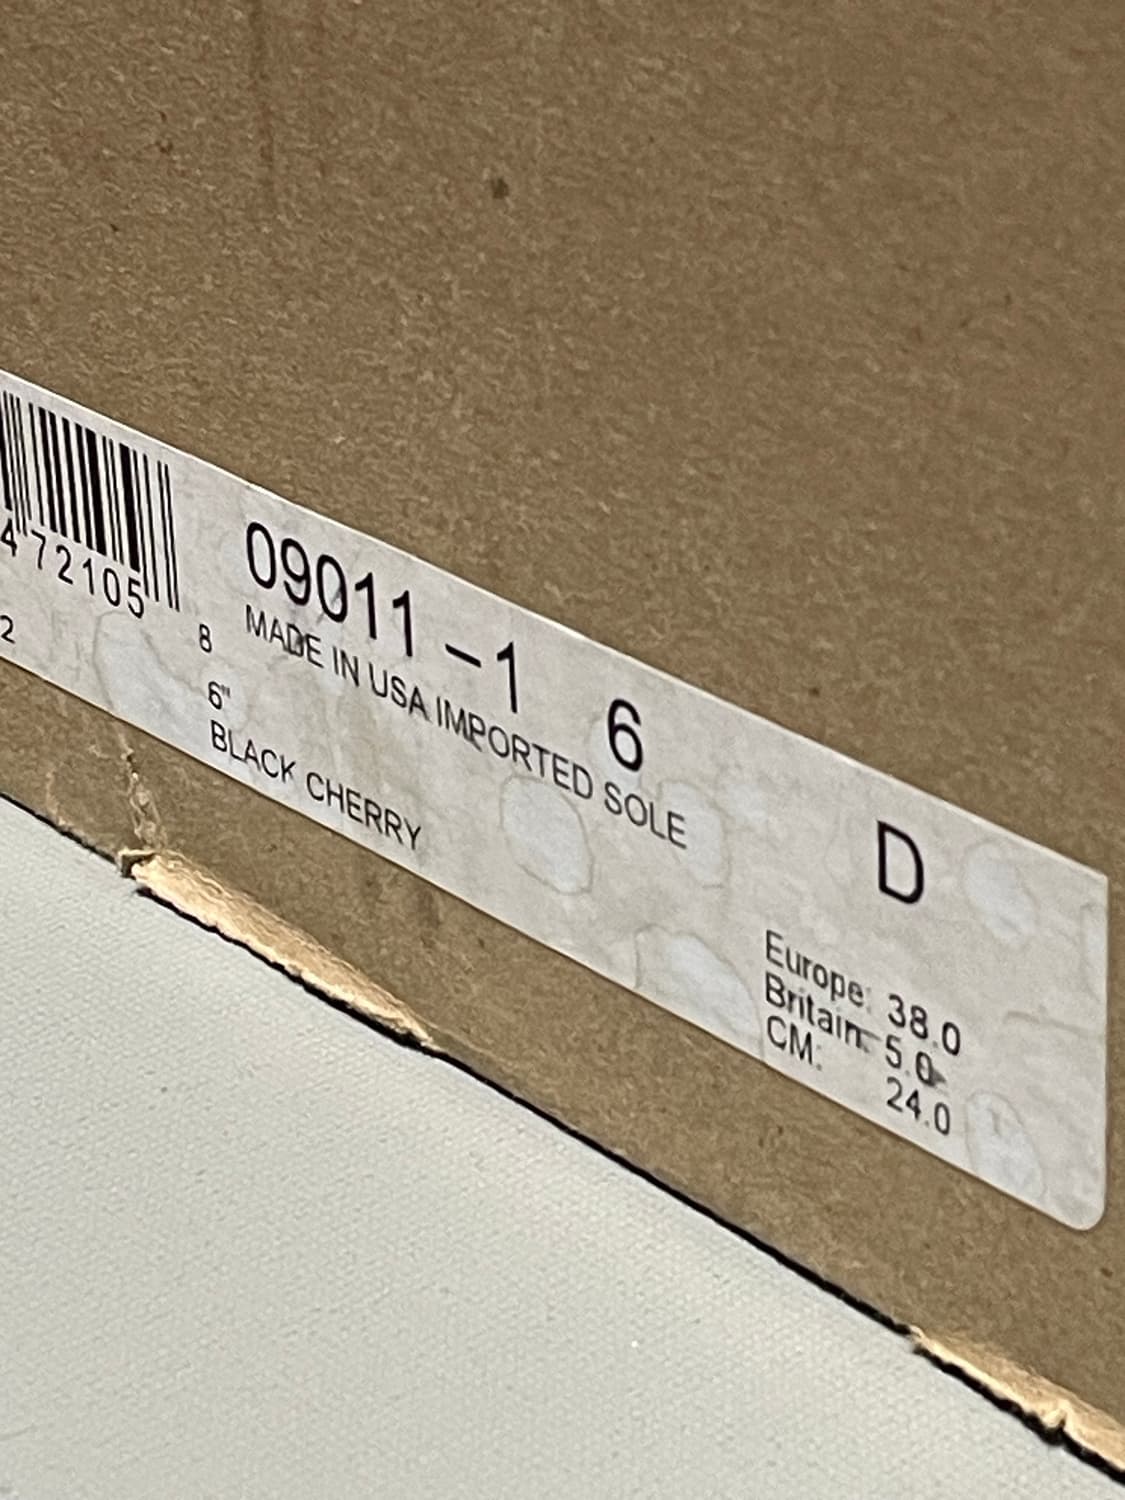 472105
8
2
09011-1 6 D
MADE IN USA IMPORTED SOLE
6"
BLACK CHERRY
Europe: 38.0
Britain: 5.0
CM: 24.0